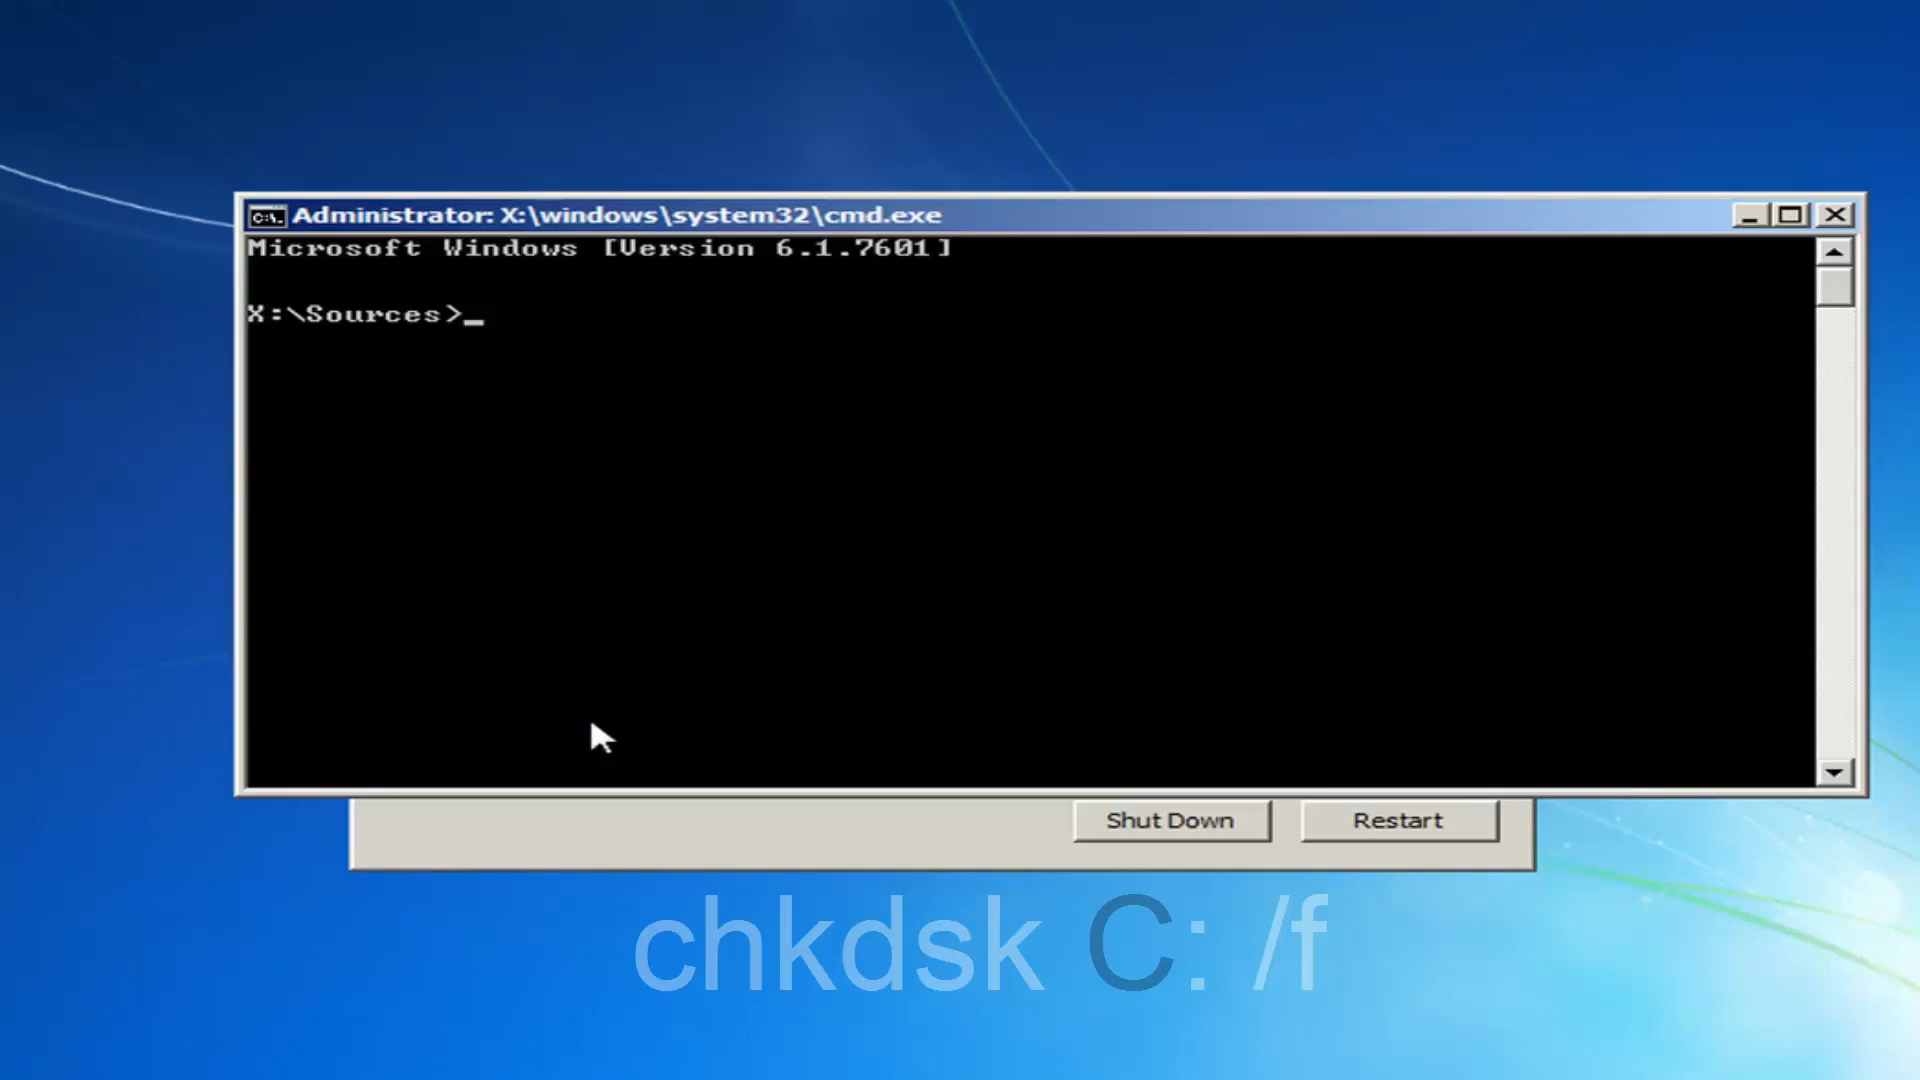 Administrator: X:\windows\system32\cmd.exe
Microsoft Windows [Version 6.1.7601]
X:\Sources>_
Shut Down
Restart
chkdsk C: /f